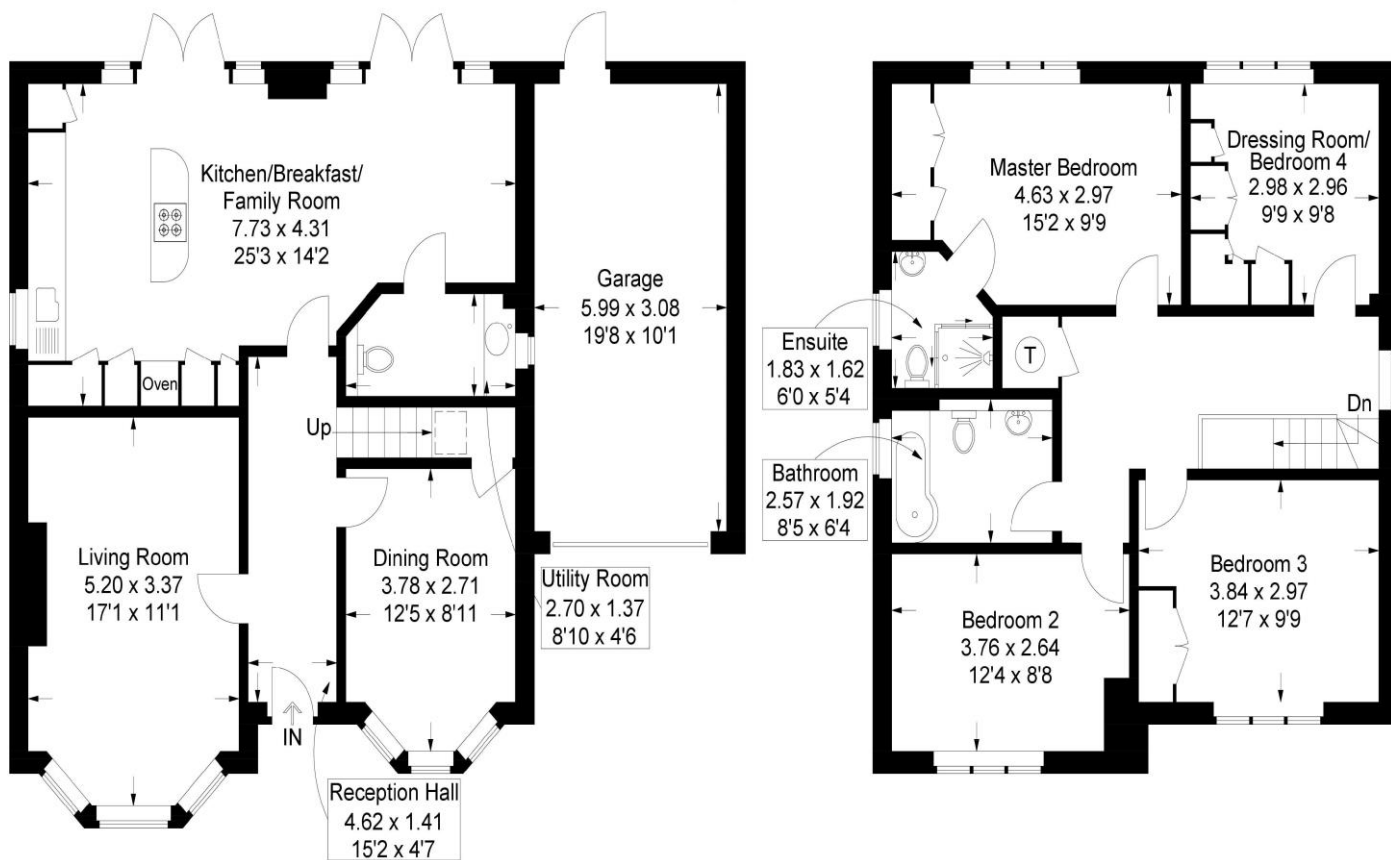 Kitchen/Breakfast/
Family Room
7.73 x 4.31
25'3 x 14'2
Garage
5.99 x 3.08
19'8 x 10'1
Oven
Up
Living Room
5.20 x 3.37
17'1 x 11'1
Dining Room
3.78 x 2.71
12'5 x 8'11
Utility Room
2.70 x 1.37
8'10 x 4'6
IN
Reception Hall
4.62 x 1.41
15'2 x 4'7
Master Bedroom
4.63 x 2.97
15'2 x 9'9
Dressing Room/
Bedroom 4
2.98 x 2.96
9'9 x 9'8
Ensuite
1.83 x 1.62
6'0 x 5'4
T
Dn
Bathroom
2.57 x 1.92
8'5 x 6'4
Bedroom 2
3.76 x 2.64
12'4 x 8'8
Bedroom 3
3.84 x 2.97
12'7 x 9'9